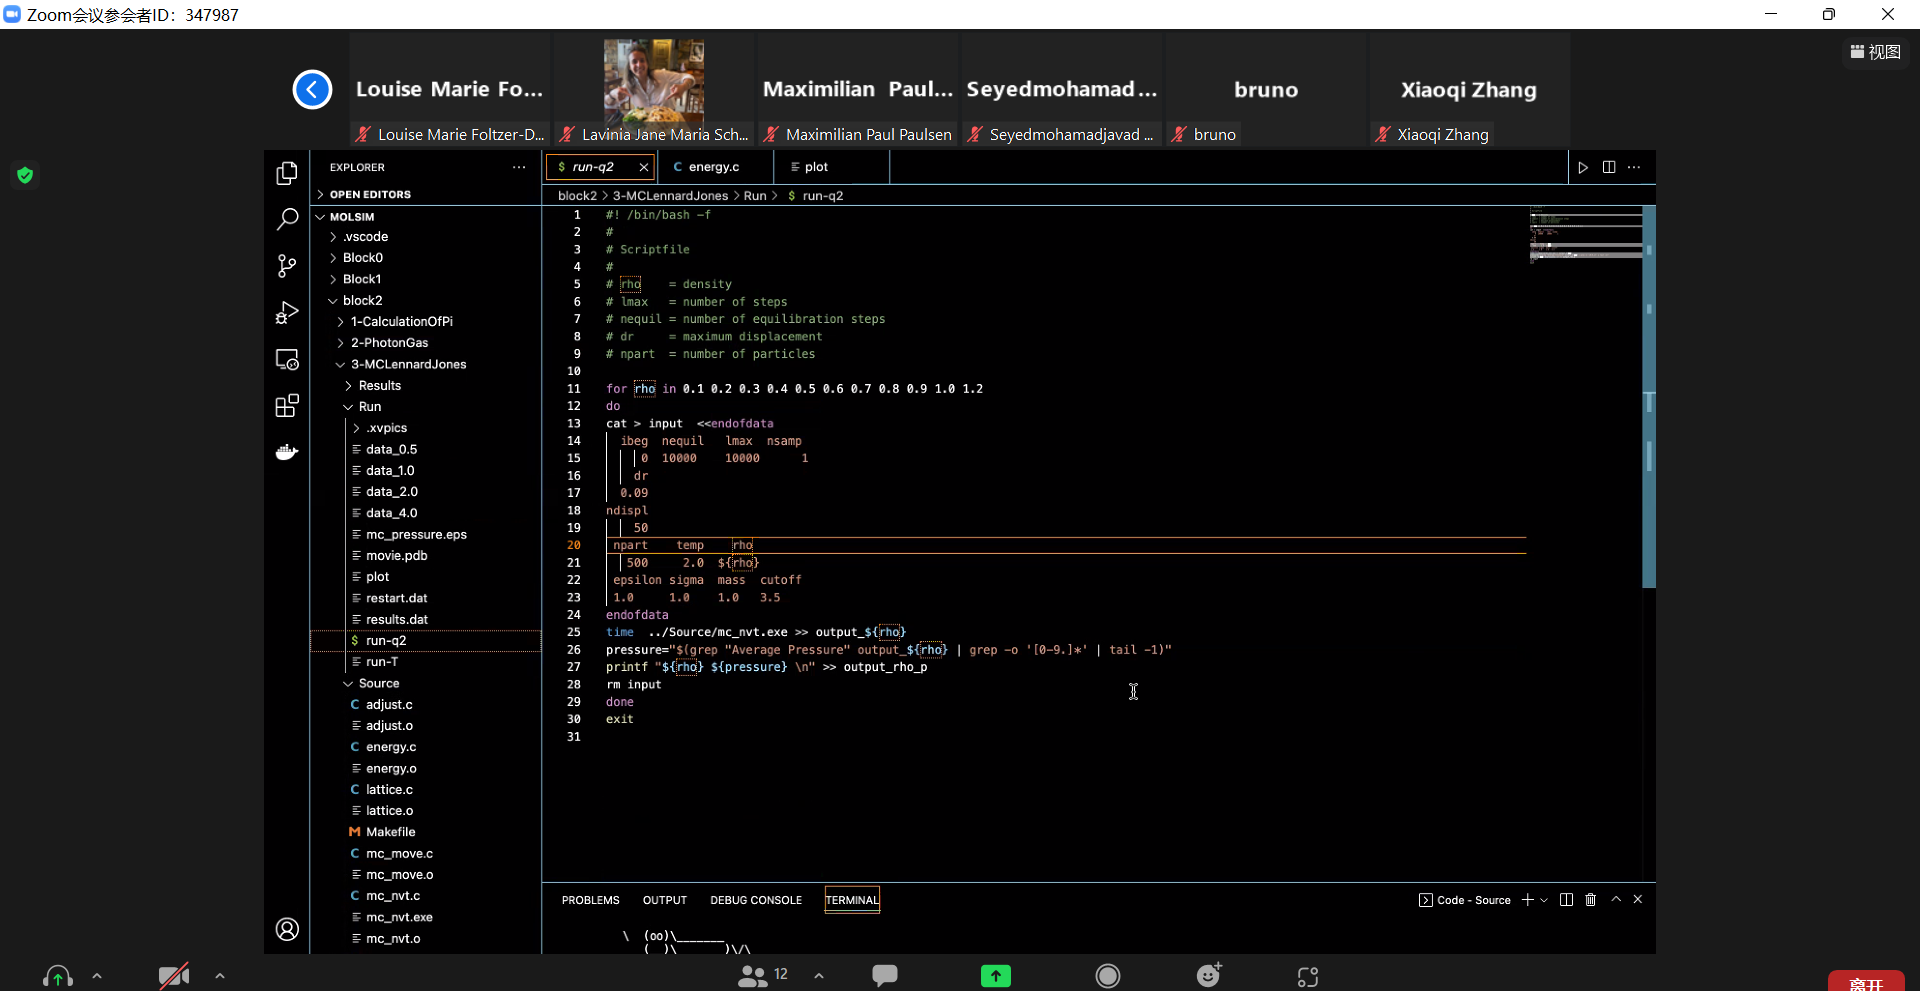 Zoom会议参会者ID：347987
视图
Louise Marie Fo...
Maximilian Paul...
Seyedmohamad...
bruno
Xiaoqi Zhang
Louise Marie Foltzer-D...
Lavinia Jane Maria Sch...
Maximilian Paul Paulsen
Seyedmohamadjavad ...
bruno
Xiaoqi Zhang
EXPLORER
OPEN EDITORS
MOLSIM
.vscode
Block0
Block1
block2
1-CalculationOfPi
2-PhotonGas
3-MCLennardJones
Results
Run
.xvpics
data_0.5
data_1.0
data_2.0
data_4.0
mc_pressure.eps
movie.pdb
plot
restart.dat
results.dat
$ run-q2
run-T
Source
C adjust.c
adjust.o
C energy.c
energy.o
C lattice.c
lattice.o
M Makefile
C mc_move.c
mc_move.o
C mc_nvt.c
mc_nvt.exe
mc_nvt.o
$ run-q2
C energy.c
plot
block2 > 3-MCLennardJones > Run > $ run-q2
1 #! /bin/bash -f
2 #
3 # Scriptfile
4 #
5 # rho = density
6 # lmax = number of steps
7 # nequil = number of equilibration steps
8 # dr = maximum displacement
9 # npart = number of particles
10
11 for rho in 0.1 0.2 0.3 0.4 0.5 0.6 0.7 0.8 0.9 1.0 1.2
12 do
13 cat > input <<endofdata
14 ibeg nequil lmax nsamp
15 0 10000 10000 1
16 dr
17 0.09
18 ndispl
19 50
20 npart temp rho
21 500 2.0 ${rho}
22 epsilon sigma mass cutoff
23 1.0 1.0 1.0 3.5
24 endofdata
25 time ../Source/mc_nvt.exe >> output_${rho}
26 pressure="$(grep "Average Pressure" output_${rho} | grep -o '[0-9.]*' | tail -1)"
27 printf "${rho} ${pressure} \n" >> output_rho_p
28 rm input
29 done
30 exit
31
PROBLEMS
OUTPUT
DEBUG CONSOLE
TERMINAL
Code - Source
\ (oo)\_______
(__)\ )\/\
12
离开